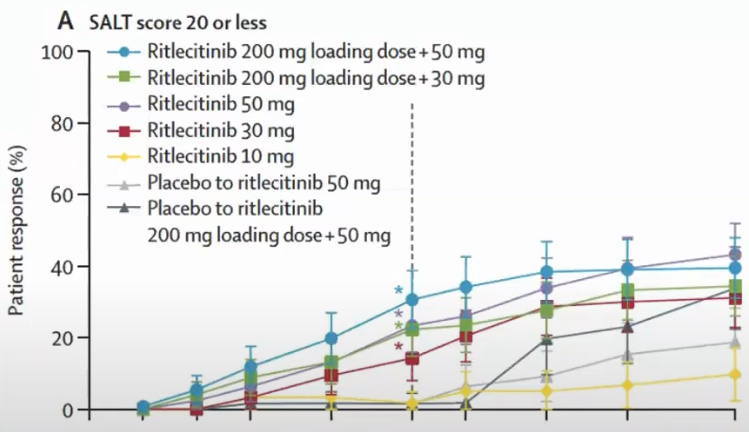 A SALT score 20 or less
Ritlecitinib 200 mg loading dose+50 mg
Ritlecitinib 200 mg loading dose+30 mg
Ritlecitinib 50 mg
Ritlecitinib 30 mg
Ritlecitinib 10 mg
Placebo to ritlecitinib 50 mg
Placebo to ritlecitinib
200 mg loading dose+50 mg
Patient response (%)
100
80
60
40
20
0
*
*
*
*